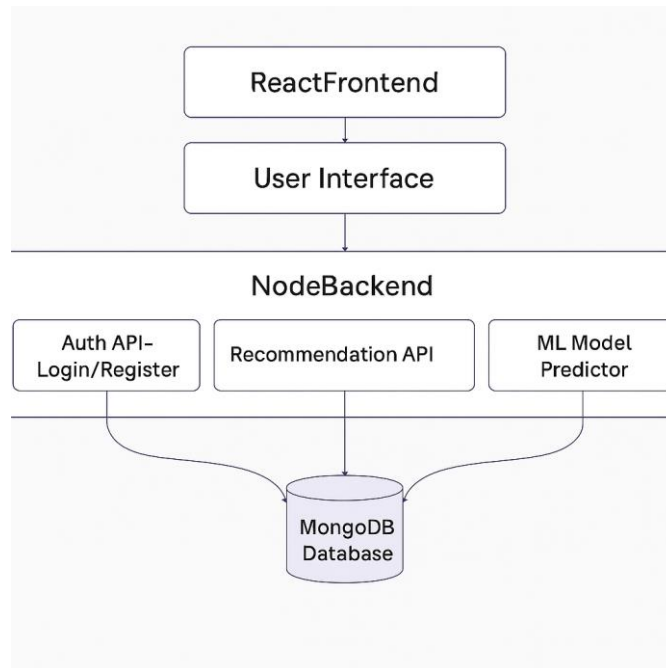 ReactFrontend
User Interface
NodeBackend
Auth API-
Login/Register
Recommendation API
ML Model
Predictor
MongoDB
Database